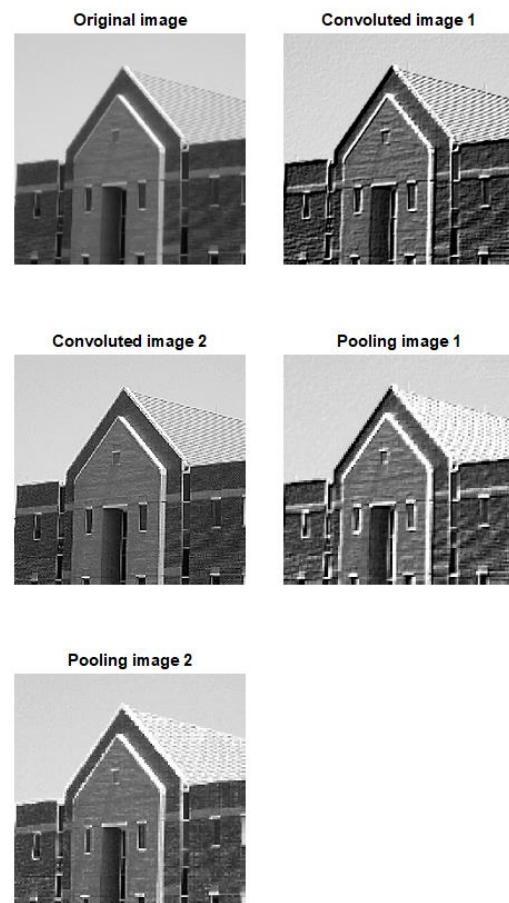 Original image
Convoluted image 1
Convoluted image 2
Pooling image 1
Pooling image 2